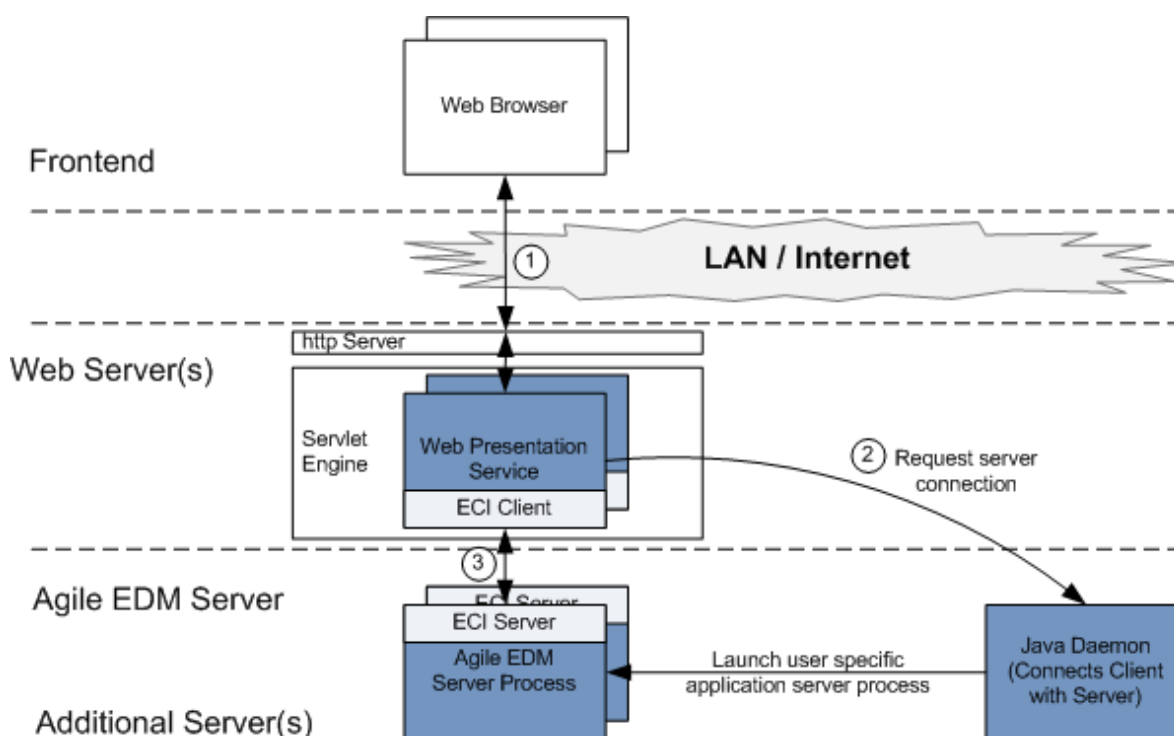 Web Browser
Frontend
LAN / Internet
1
http Server
Web Server(s)
Servlet
Engine
Web Presentation
Service
ECI Client
2
Request server
connection
3
Agile EDM Server
ECI Server
ECI Server
Agile EDM
Server Process
Launch user specific
application server process
Java Daemon
(Connects Client
with Server)
Additional Server(s)